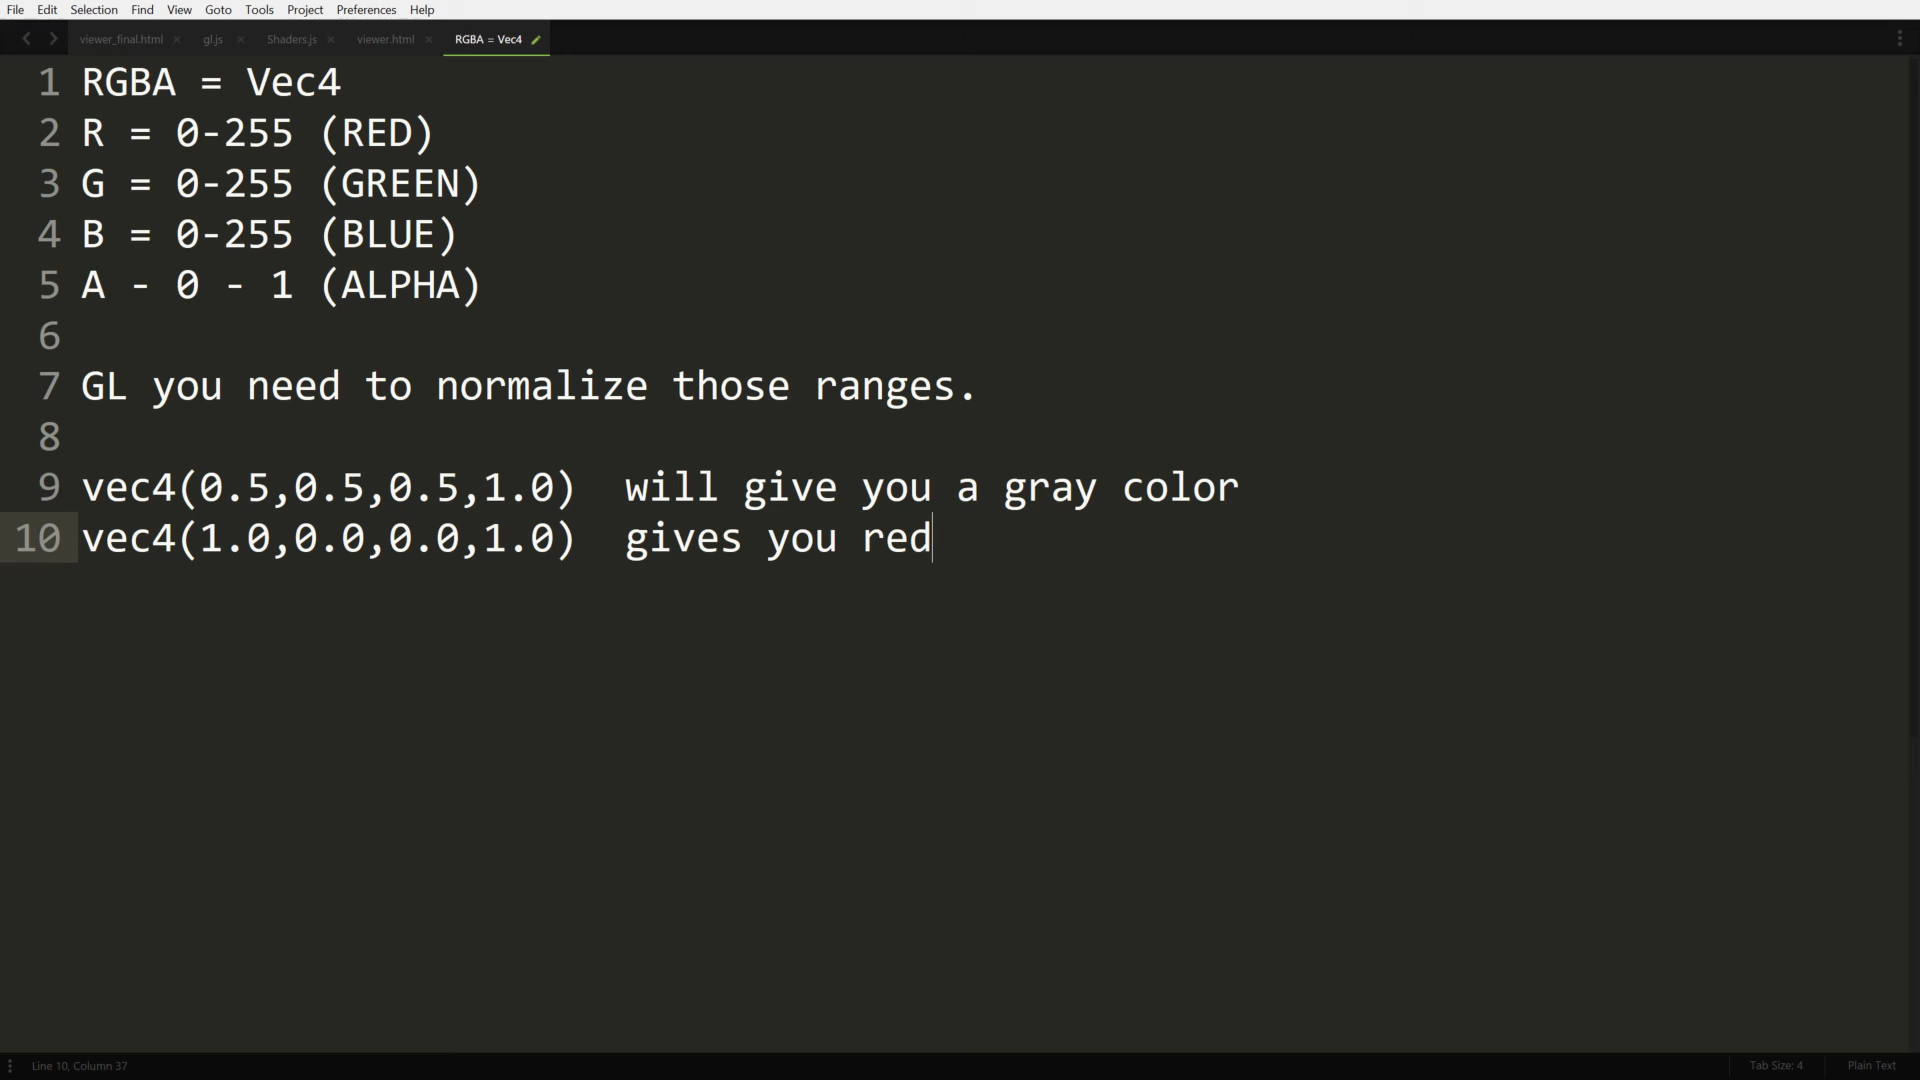 File Edit Selection Find View Goto Tools Project Preferences Help
viewer_final.html gl.js Shaders.js viewer.html RGBA = Vec4
1 RGBA = Vec4
2 R = 0-255 (RED)
3 G = 0-255 (GREEN)
4 B = 0-255 (BLUE)
5 A - 0 - 1 (ALPHA)
6
7 GL you need to normalize those ranges.
8
9 vec4(0.5,0.5,0.5,1.0)  will give you a gray color
10 vec4(1.0,0.0,0.0,1.0)  gives you red
Line 10, Column 37 Tab Size: 4 Plain Text